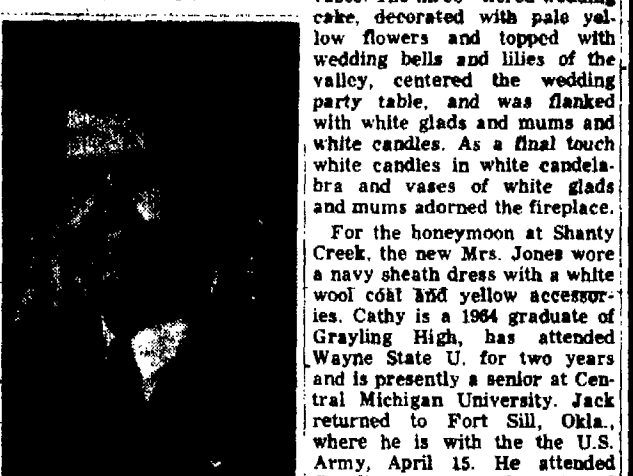 cake, decorated with pale yel-
low flowers and topped with
wedding bells and lilies of the
valley, centered the wedding
party table, and was flanked
with white glads and mums and
white candles. As a final touch
white candles in white candela-
bra and vases of white glads
and mums adorned the fireplace.
For the honeymoon at Shanty
Creek, the new Mrs. Jones wore
a navy sheath dress with a white
wool coat and yellow accessor-
ies. Cathy is a 1964 graduate of
Grayling High, has attended
Wayne State U. for two years
and is presently a senior at Cen-
tral Michigan University. Jack
returned to Fort Sill, Okla.,
where he is with the the U.S.
Army, April 15. He attended